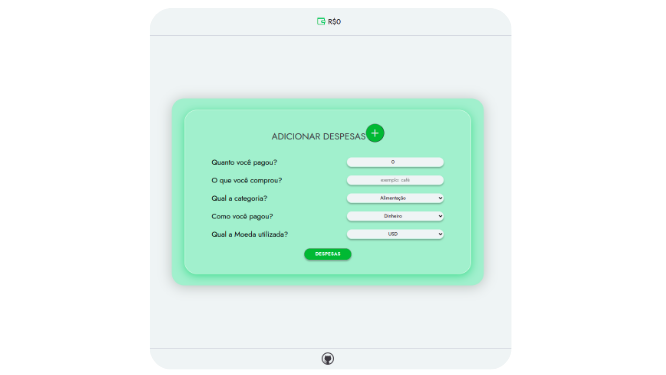 R$0
ADICIONAR DESPESAS +
Quanto você pagou? 0
O que você comprou? exemplo: café
Qual a categoria? Alimentação
Como você pagou? Dinheiro
Qual a Moeda utilizada? USD
DESPESAS